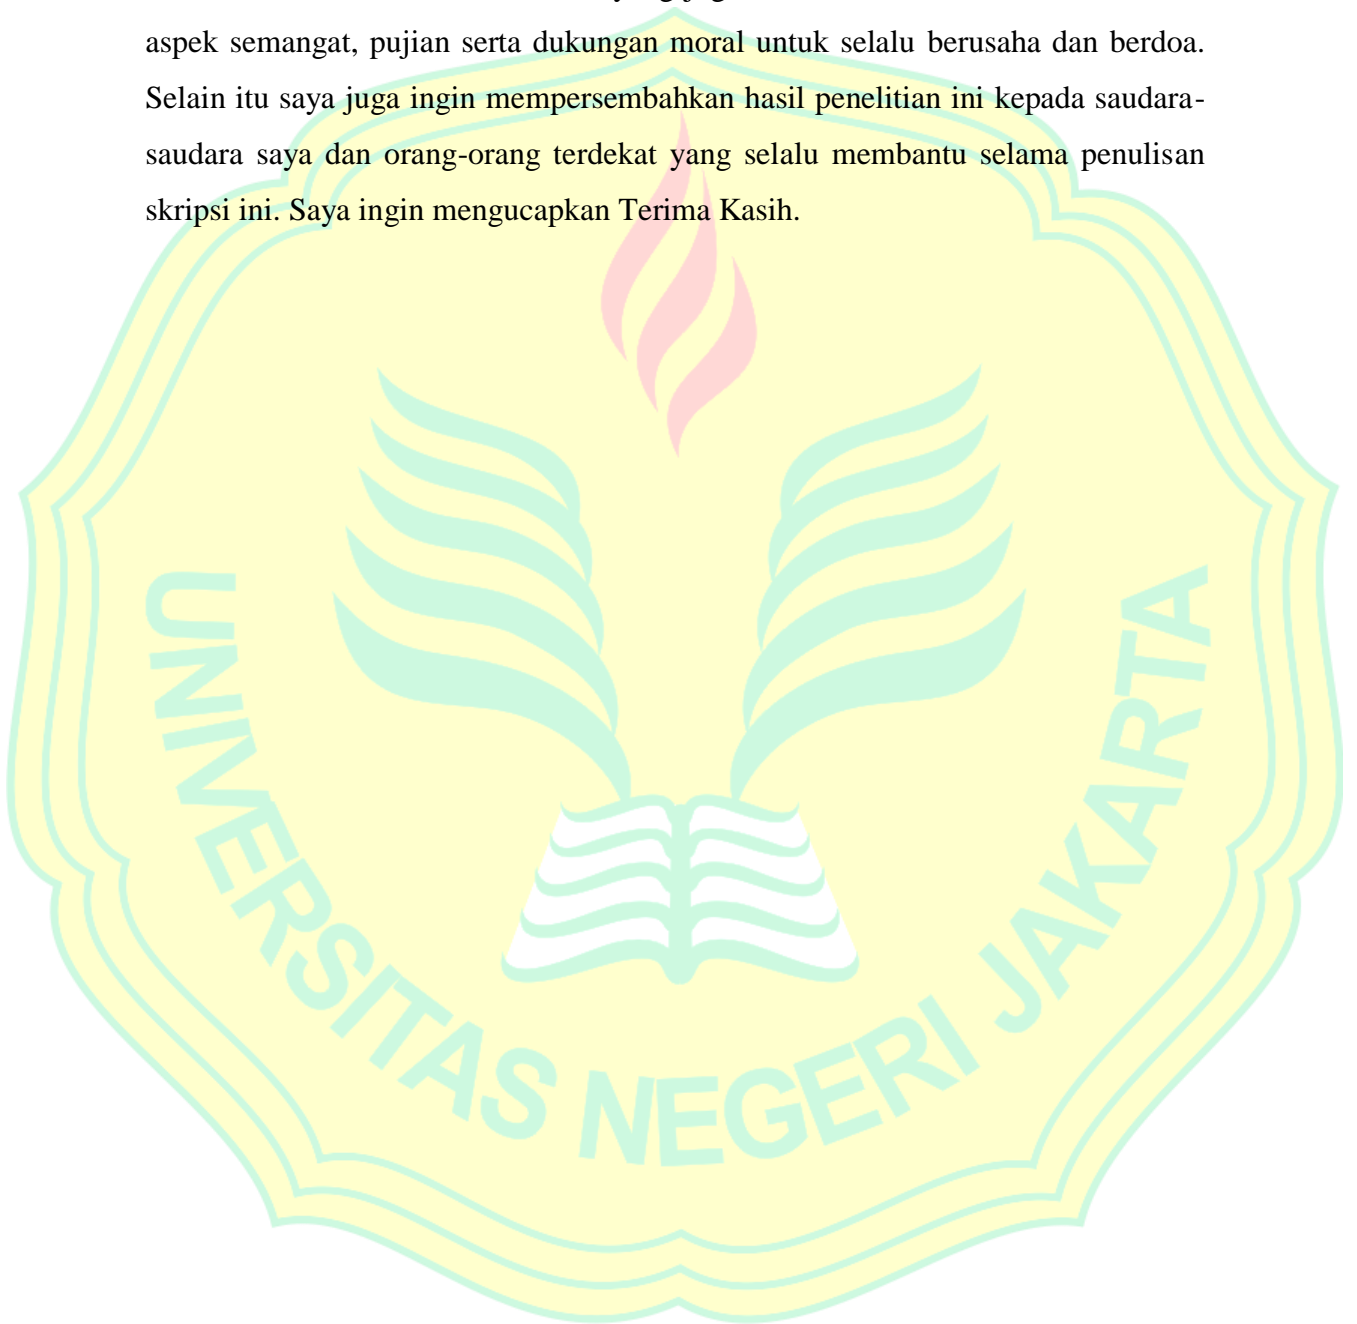 aspek semangat, pujian serta dukungan moral untuk selalu berusaha dan berdoa.
Selain itu saya juga ingin mempersembahkan hasil penelitian ini kepada saudara-
saudara saya dan orang-orang terdekat yang selalu membantu selama penulisan
skripsi ini. Saya ingin mengucapkan Terima Kasih.
UNIVERSITAS NEGERI JAKARTA